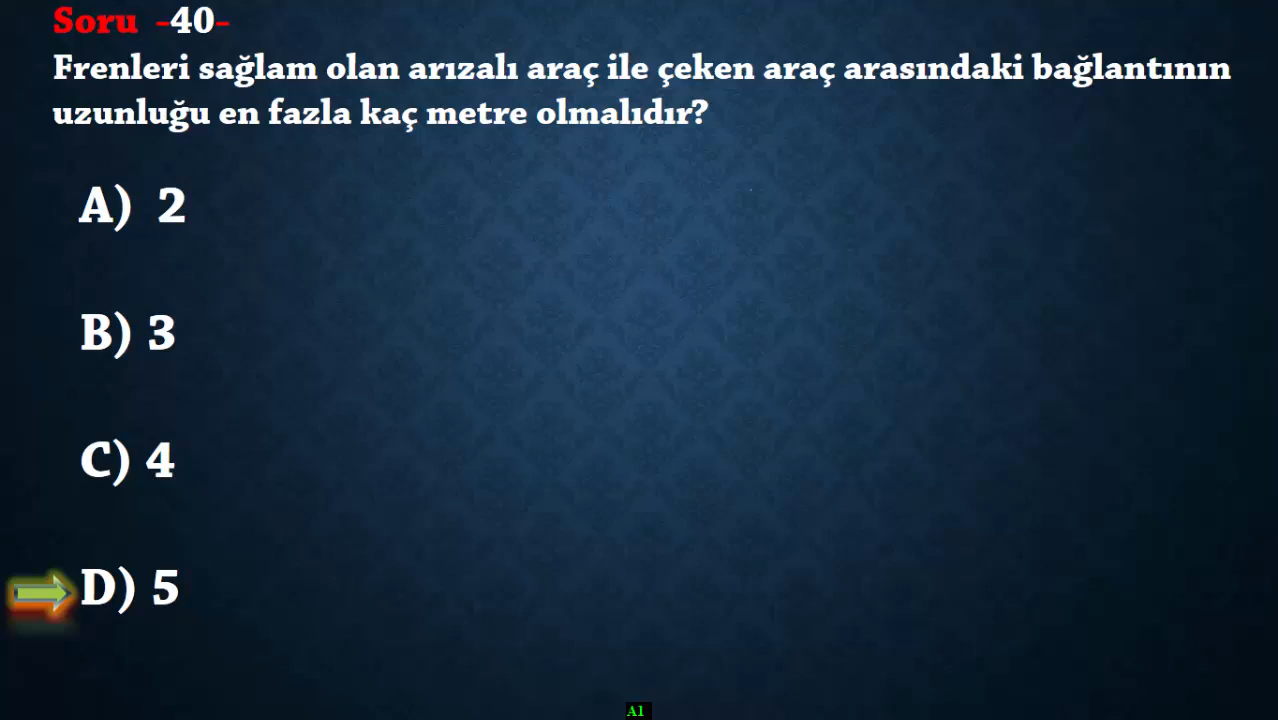 Soru -40-
Frenleri sağlam olan arızalı araç ile çeken araç arasındaki bağlantının
uzunluğu en fazla kaç metre olmalıdır?
A) 2
B) 3
C) 4
D) 5
A1